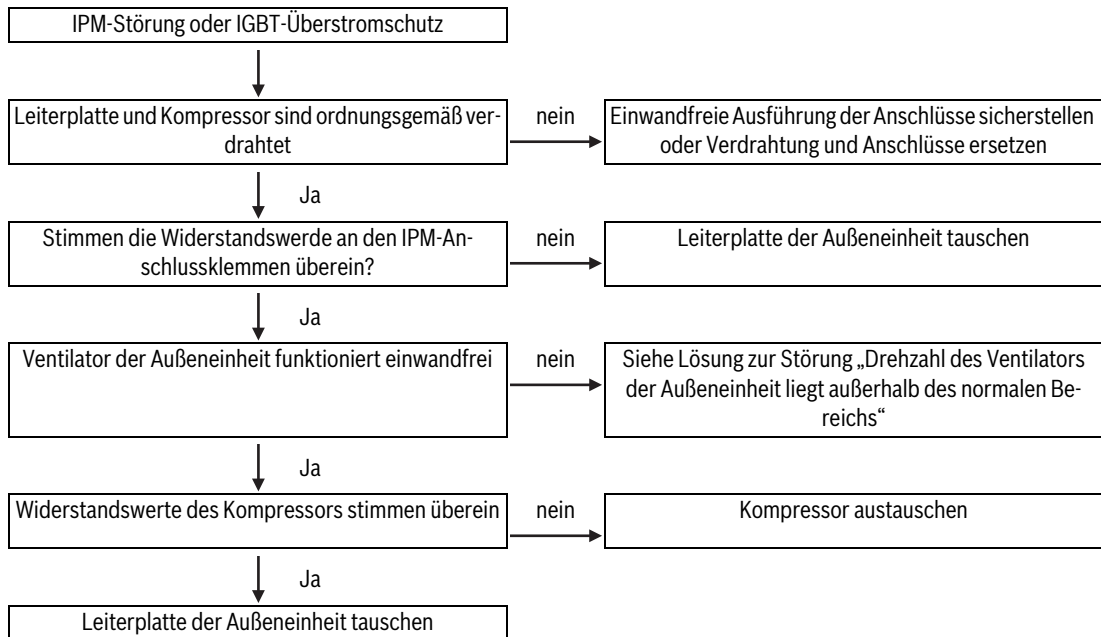 IPM-Störung oder IGBT-Überstromschutz
Leiterplatte und Kompressor sind ordnungsgemäß ver-
drahtet
nein
Einwandfreie Ausführung der Anschlüsse sicherstellen
oder Verdrahtung und Anschlüsse ersetzen
Ja
Stimmen die Widerstandswerde an den IPM-An-
schlussklemmen überein?
nein
Leiterplatte der Außeneinheit tauschen
Ja
Ventilator der Außeneinheit funktioniert einwandfrei
nein
Siehe Lösung zur Störung „Drehzahl des Ventilators
der Außeneinheit liegt außerhalb des normalen Be-
reichs“
Ja
Widerstandswerte des Kompressors stimmen überein
nein
Kompressor austauschen
Ja
Leiterplatte der Außeneinheit tauschen